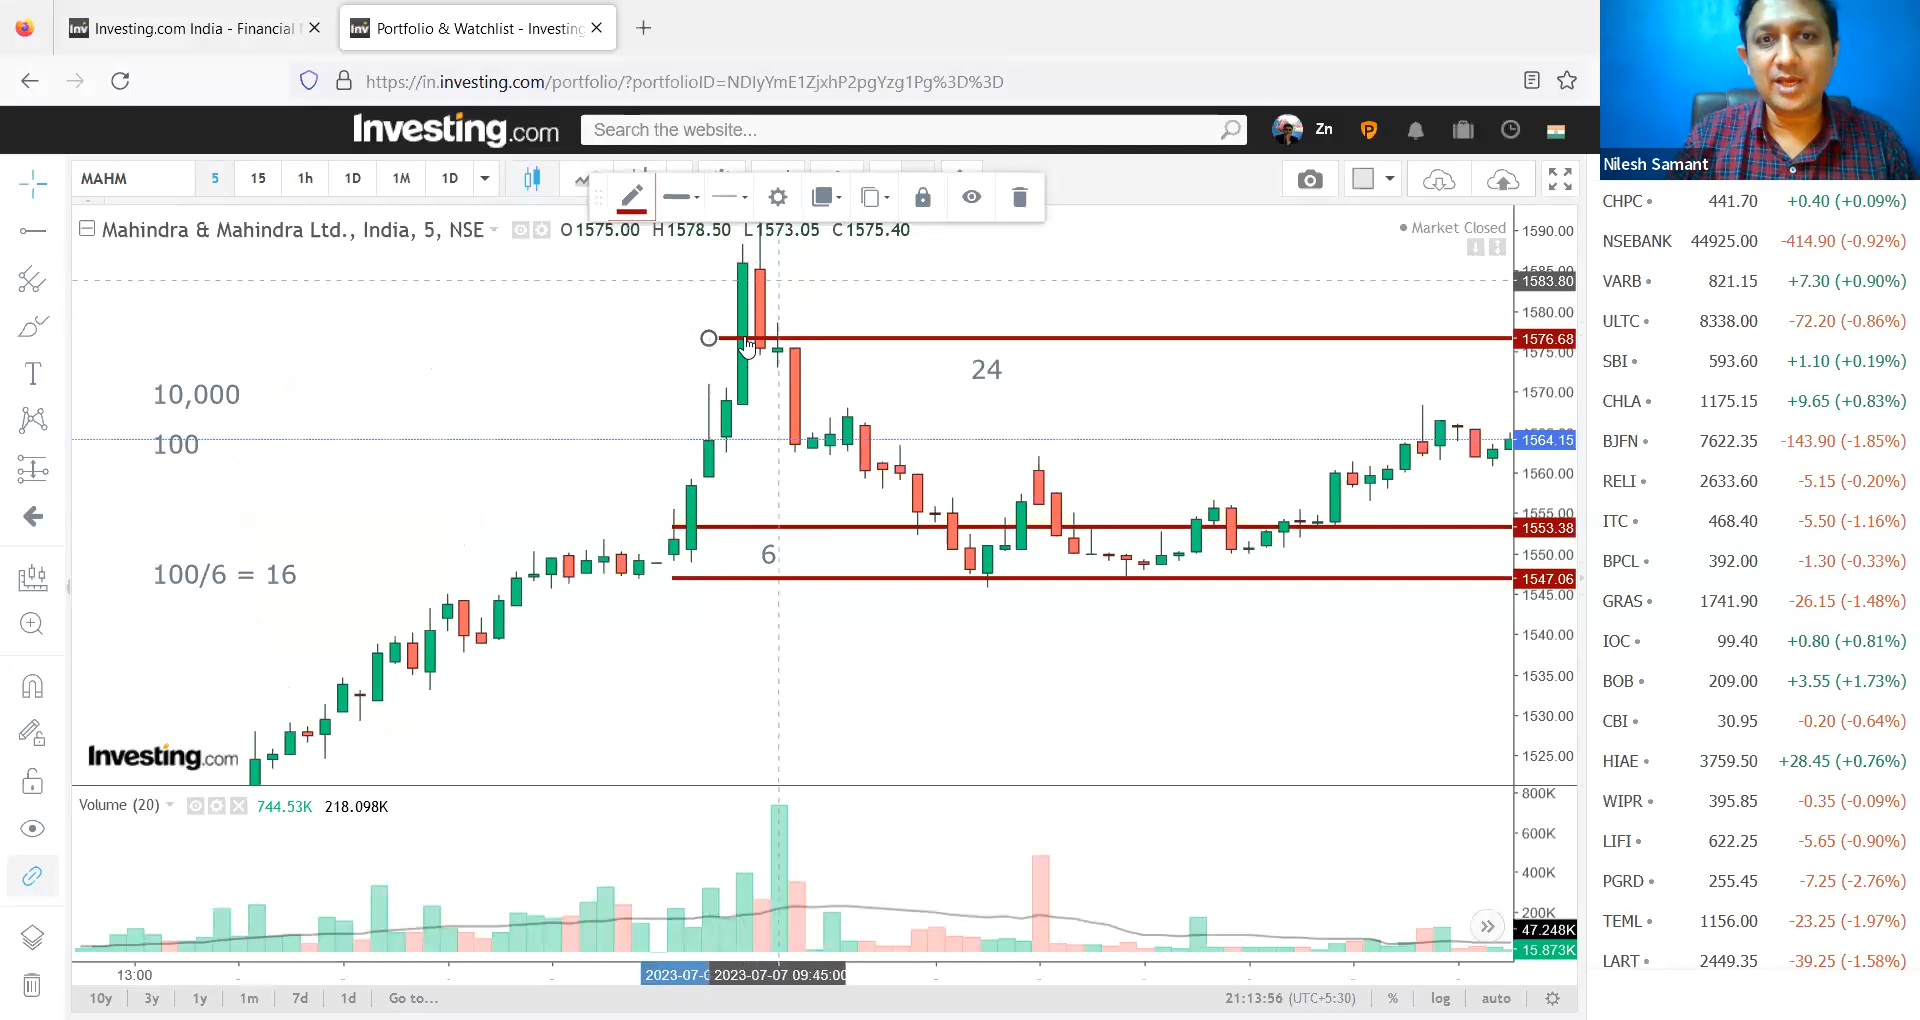 Investing.com India - Financial
Portfolio & Watchlist - Investing
https://in.investing.com/portfolio/?portfolioID=NDIyYmE1ZjxhP2pgYzg1Pg%3D%3D
Investing.com
Search the website...
Zn
MAHM 5 15 1h 1D 1M 1D
Mahindra & Mahindra Ltd., India, 5, NSE O1575.00 H1578.50 L1573.05 C1575.40
Market Closed
1590.00
1583.80
1580.00
1576.68
1575.00
1570.00
1564.15
1560.00
1555.00
1553.38
1550.00
1547.06
1545.00
1540.00
1535.00
1530.00
1525.00
24
10,000
100
6
100/6 = 16
Investing.com
Volume (20) 744.53K 218.098K
800K
600K
400K
200K
47.248K
15.873K
13:00 2023-07-0 2023-07-07 09:45:00
10y 3y 1y 1m 7d 1d Go to...
21:13:56 (UTC+5:30) % log auto
Nilesh Samant
CHPC 441.70 +0.40 (+0.09%)
NSEBANK 44925.00 -414.90 (-0.92%)
VARB 821.15 +7.30 (+0.90%)
ULTC 8338.00 -72.20 (-0.86%)
SBI 593.60 +1.10 (+0.19%)
CHLA 1175.15 +9.65 (+0.83%)
BJFN 7622.35 -143.90 (-1.85%)
RELI 2633.60 -5.15 (-0.20%)
ITC 468.40 -5.50 (-1.16%)
BPCL 392.00 -1.30 (-0.33%)
GRAS 1741.90 -26.15 (-1.48%)
IOC 99.40 +0.80 (+0.81%)
BOB 209.00 +3.55 (+1.73%)
CBI 30.95 -0.20 (-0.64%)
HIAE 3759.50 +28.45 (+0.76%)
WIPR 395.85 -0.35 (-0.09%)
LIFI 622.25 -5.65 (-0.90%)
PGRD 255.45 -7.25 (-2.76%)
TEML 1156.00 -23.25 (-1.97%)
LART 2449.35 -39.25 (-1.58%)